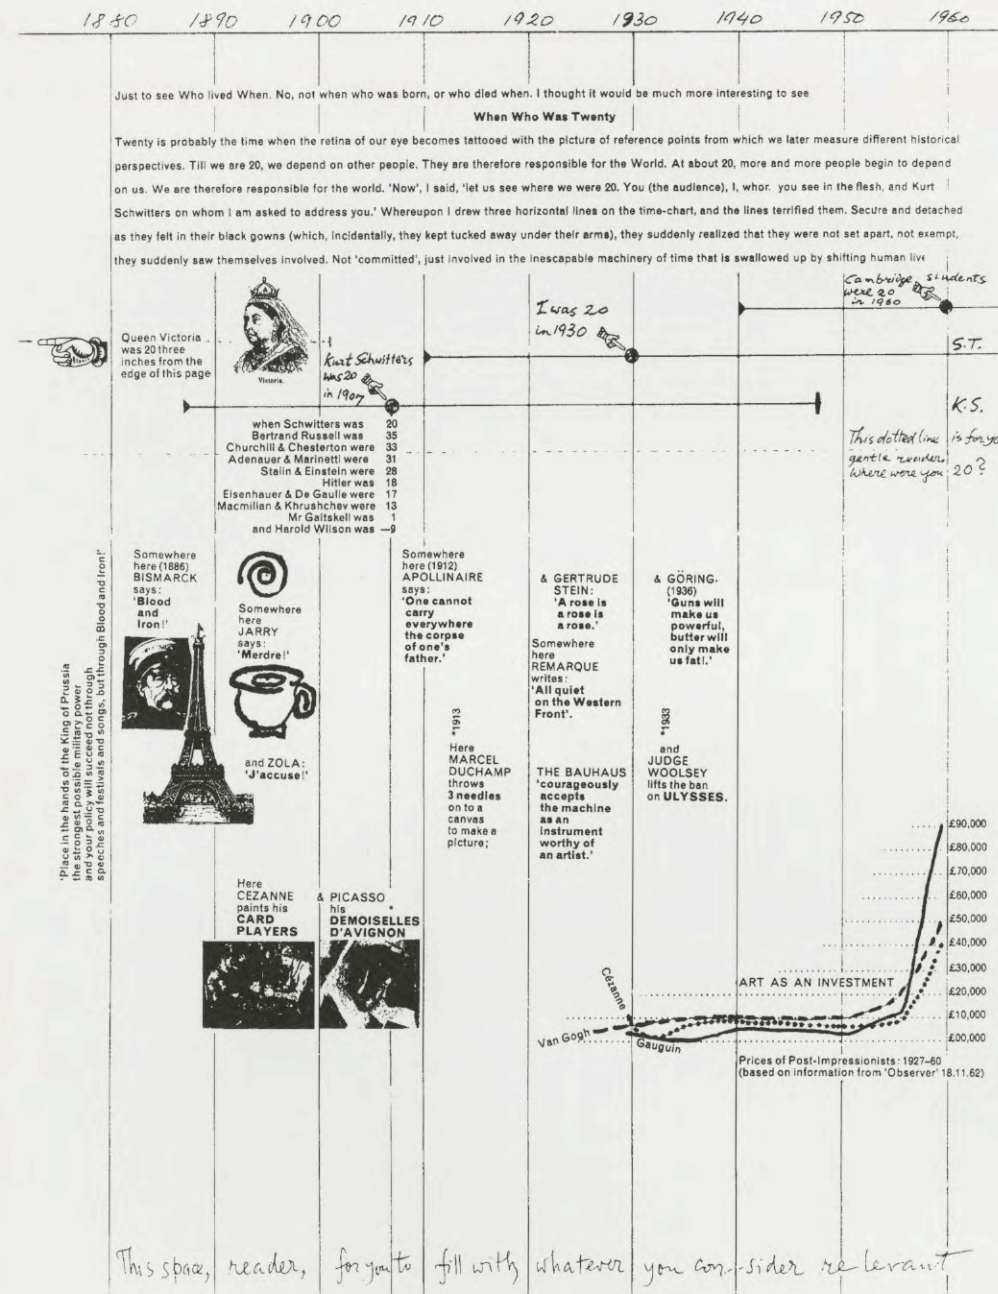 1880 1890 1900 1910 1920 1930 1940 1950 1960
Just to see Who lived When. No, not when who was born, or who died when. I thought it would be much more interesting to see
When Who Was Twenty
Twenty is probably the time when the retina of our eye becomes tattooed with the picture of reference points from which we later measure different historical
perspectives. Till we are 20, we depend on other people. They are therefore responsible for the World. At about 20, more and more people begin to depend
on us. We are therefore responsible for the world. 'Now', I said, 'let us see where we were 20. You (the audience), I, whom you see in the flesh, and Kurt
Schwitters on whom I am asked to address you.' Whereupon I drew three horizontal lines on the time-chart, and the lines terrified them. Secure and detached
as they felt in their black gowns (which, incidentally, they kept tucked away under their arms), they suddenly realized that they were not set apart, not exempt,
they suddenly saw themselves involved. Not 'committed', just involved in the inescapable machinery of time that is swallowed up by shifting human live
Cambridge students
were 20
in 1960
I was 20
in 1930
S.T.
Queen Victoria
was 20 three
inches from the
edge of this page
Victoria.
Kurt Schwitters
was 20
in 1907
K.S.
when Schwitters was 20
Bertrand Russell was 35
Churchill & Chesterton were 33
Adenauer & Marinetti were 31
Stalin & Einstein were 28
Hitler was 18
Eisenhauer & De Gaulle were 17
Macmilian & Khrushchev were 13
Mr Gaitskell was 1
and Harold Wilson was —9
This dotted line is for yo
gentle reader,
Where were you 20?
'Place in the hands of the King of Prussia
the strongest possible military power
and your policy will succeed not through
speeches and festivals and songs, but through Blood and Iron!'
Somewhere
here (1886)
BISMARCK
says:
'Blood
and
Iron!'
Somewhere
here
JARRY
says:
'Merdre!'
and ZOLA:
'J'accuse!'
Somewhere
here (1912)
APOLLINAIRE
says:
'One cannot
carry
everywhere
the corpse
of one's
father.'
*1913
Here
MARCEL
DUCHAMP
throws
3 needles
on to a
canvas
to make a
picture;
& GERTRUDE
STEIN:
'A rose is
a rose is
a rose.'
Somewhere
here
REMARQUE
writes:
'All quiet
on the Western
Front'.
THE BAUHAUS
'courageously
accepts
the machine
as an
instrument
worthy of
an artist.'
& GÖRING.
(1936)
'Guns will
make us
powerful,
butter will
only make
us fat!.'
*1933
and
JUDGE
WOOLSEY
lifts the ban
on ULYSSES.
Here
CEZANNE
paints his
CARD
PLAYERS
& PICASSO
his *
DEMOISELLES
D'AVIGNON
£90,000
£80,000
£70,000
£60,000
£50,000
£40,000
£30,000
£20,000
£10,000
£00,000
ART AS AN INVESTMENT
Cézanne
Van Gogh
Gauguin
Prices of Post-Impressionists: 1927–60
(based on information from 'Observer' 18.11.62)
This space, reader, for you to fill with whatever you con-sider relevant